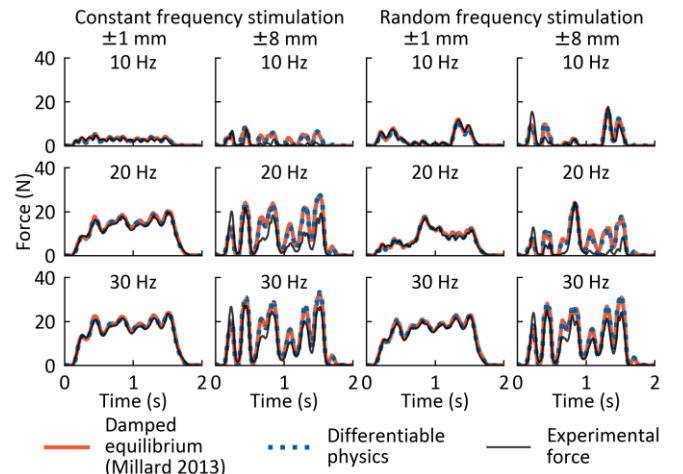 Constant frequency stimulation Random frequency stimulation
±1 mm ±8 mm ±1 mm ±8 mm
40 10 Hz 10 Hz 10 Hz 10 Hz
20
0
40 20 Hz 20 Hz 20 Hz 20 Hz
20
0
Force (N)
40 30 Hz 30 Hz 30 Hz 30 Hz
20
0
0 1 2 1 2 1 2 1 2
Time (s) Time (s) Time (s) Time (s)
Damped
equilibrium
(Millard 2013)
Differentiable
physics
Experimental
force